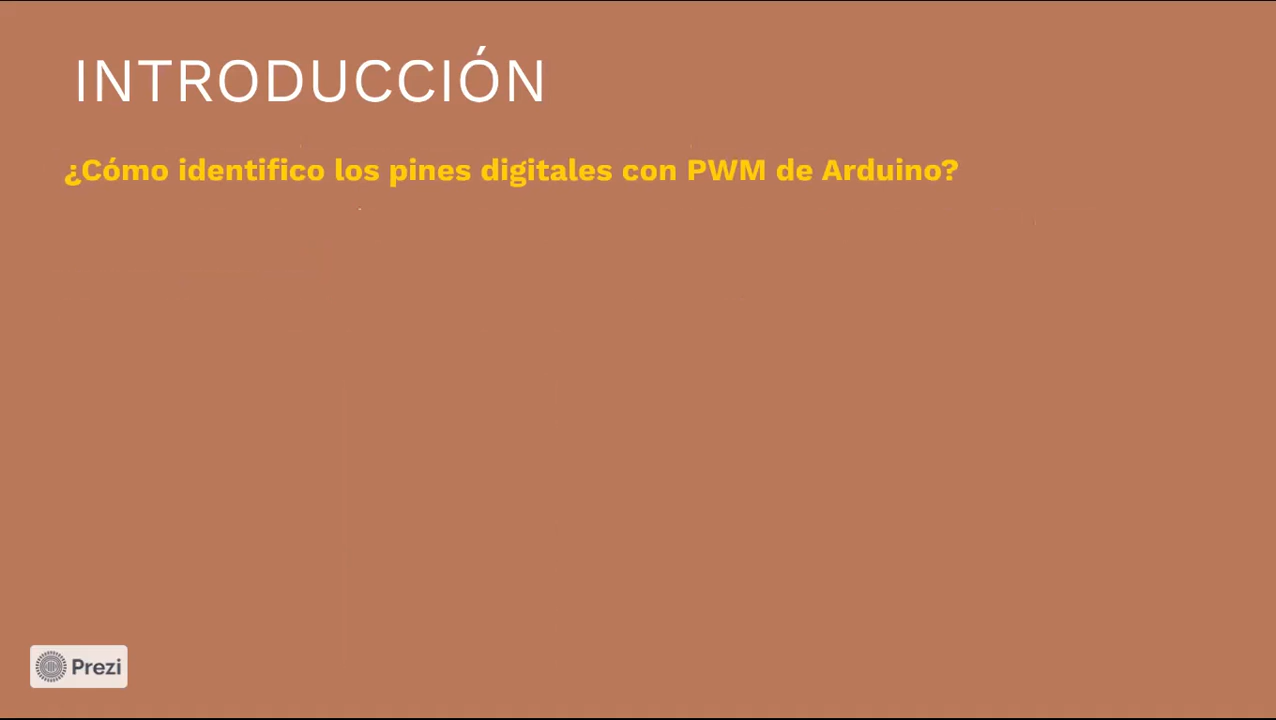 INTRODUCCIÓN
¿Cómo identifico los pines digitales con PWM de Arduino?
Prezi